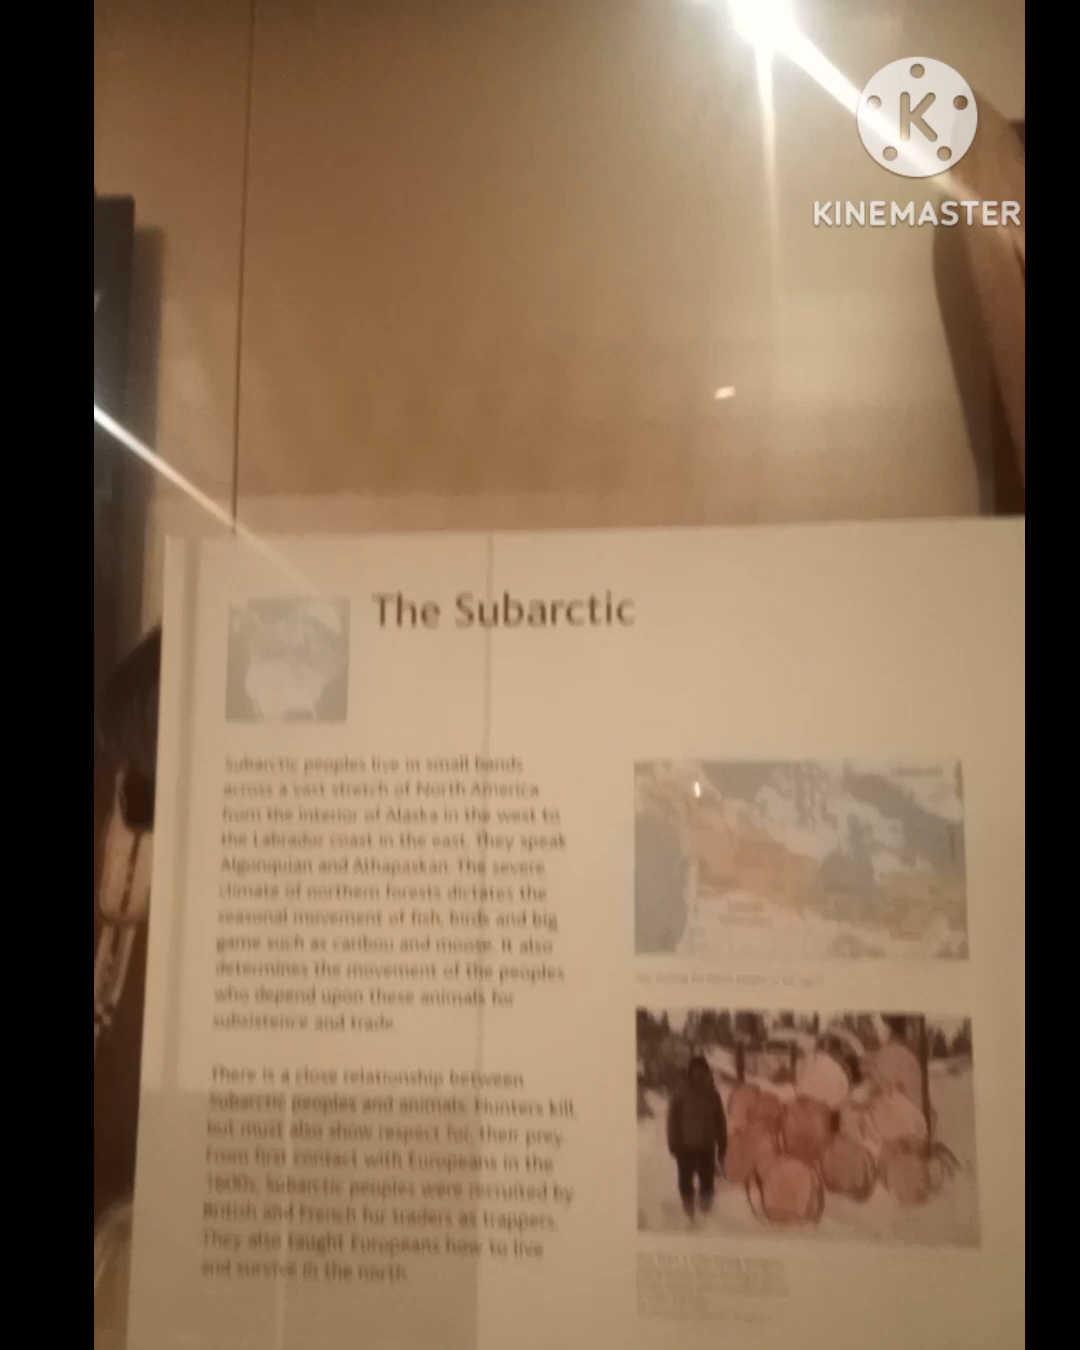 KINEMASTER
The Subarctic
Subarctic peoples live in small bands
across a vast stretch of North America
from the interior of Alaska in the west to
the Labrador coast in the east. They speak
Algonquian and Athapaskan. The severe
climate of northern forests dictates the
seasonal movement of fish, birds and big
game such as caribou and moose. It also
determines the movement of the peoples
who depend upon these animals for
subsistence and trade.
There is a close relationship between
Subarctic peoples and animals. Hunters kill,
but must also show respect for, their prey.
From first contact with Europeans in the
1600s, Subarctic peoples were recruited by
British and French fur traders as trappers.
They also taught Europeans how to live
and survive in the north.